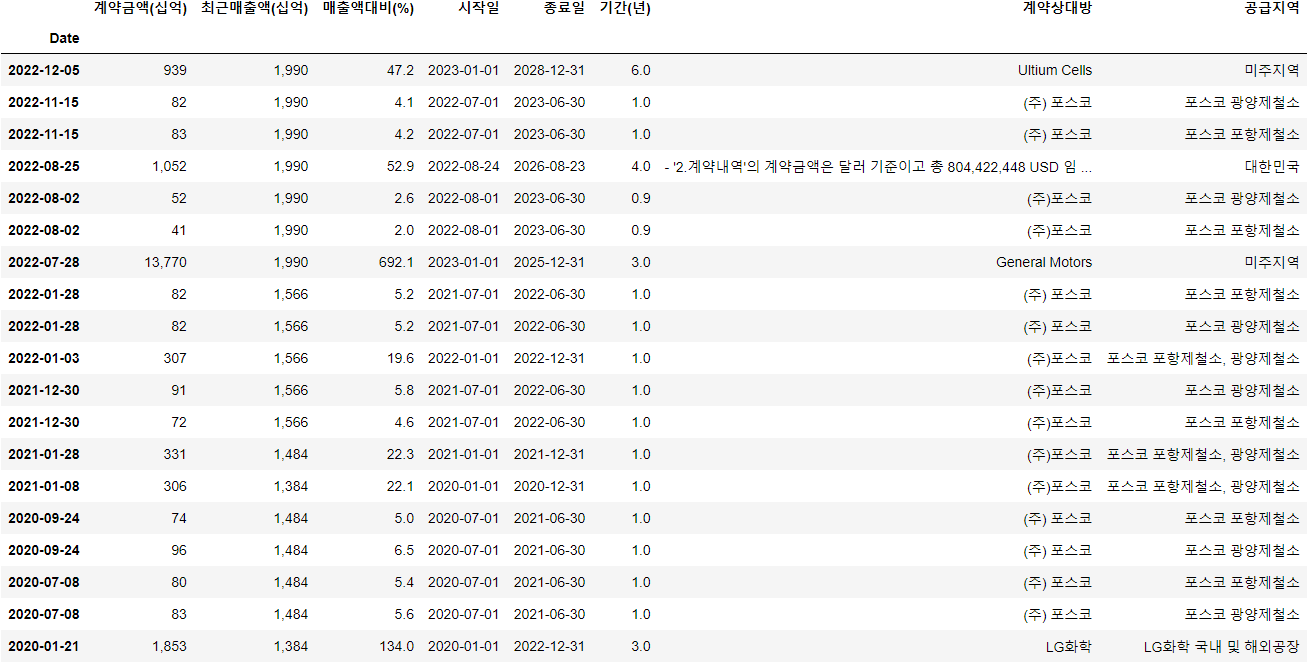 계약금액(십억) 최근매출액(십억) 매출액대비(%) 시작일 종료일 기간(년) 계약상대방 공급지역
Date
2022-12-05 939 1,990 47.2 2023-01-01 2028-12-31 6.0 Ultium Cells 미주지역
2022-11-15 82 1,990 4.1 2022-07-01 2023-06-30 1.0 (주) 포스코 포스코 광양제철소
2022-11-15 83 1,990 4.2 2022-07-01 2023-06-30 1.0 (주) 포스코 포스코 포항제철소
2022-08-25 1,052 1,990 52.9 2022-08-24 2026-08-23 4.0 - '2.계약내역'의 계약금액은 달러 기준이고 총 804,422,448 USD 임 ... 대한민국
2022-08-02 52 1,990 2.6 2022-08-01 2023-06-30 0.9 (주)포스코 포스코 광양제철소
2022-08-02 41 1,990 2.0 2022-08-01 2023-06-30 0.9 (주)포스코 포스코 포항제철소
2022-07-28 13,770 1,990 692.1 2023-01-01 2025-12-31 3.0 General Motors 미주지역
2022-01-28 82 1,566 5.2 2021-07-01 2022-06-30 1.0 (주) 포스코 포스코 포항제철소
2022-01-28 82 1,566 5.2 2021-07-01 2022-06-30 1.0 (주) 포스코 포스코 광양제철소
2022-01-03 307 1,566 19.6 2022-01-01 2022-12-31 1.0 (주)포스코 포스코 포항제철소, 광양제철소
2021-12-30 91 1,566 5.8 2021-07-01 2022-06-30 1.0 (주)포스코 포스코 광양제철소
2021-12-30 72 1,566 4.6 2021-07-01 2022-06-30 1.0 (주)포스코 포스코 포항제철소
2021-01-28 331 1,484 22.3 2021-01-01 2021-12-31 1.0 (주)포스코 포스코 포항제철소, 광양제철소
2021-01-08 306 1,384 22.1 2020-01-01 2020-12-31 1.0 (주)포스코 포스코 포항제철소, 광양제철소
2020-09-24 74 1,484 5.0 2020-07-01 2021-06-30 1.0 (주) 포스코 포스코 포항제철소
2020-09-24 96 1,484 6.5 2020-07-01 2021-06-30 1.0 (주) 포스코 포스코 광양제철소
2020-07-08 80 1,484 5.4 2020-07-01 2021-06-30 1.0 (주) 포스코 포스코 포항제철소
2020-07-08 83 1,484 5.6 2020-07-01 2021-06-30 1.0 (주) 포스코 포스코 광양제철소
2020-01-21 1,853 1,384 134.0 2020-01-01 2022-12-31 3.0 LG화학 LG화학 국내 및 해외공장